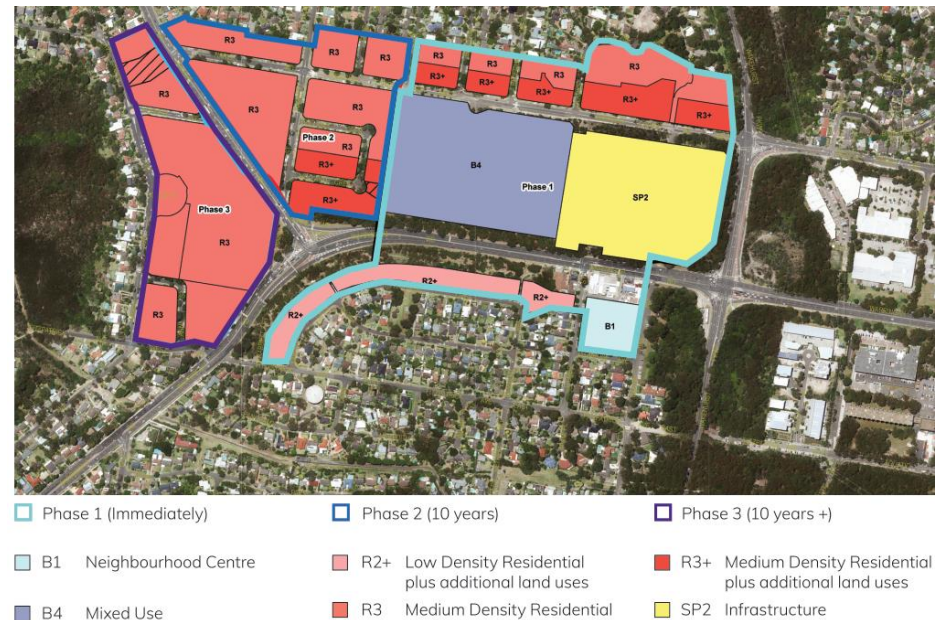 R3
R3
R3
R3
R3
R3
R3
R3
R3+
R3+
R3+
R3+
R3+
R3
R3
R3
Phase 2
R3
R3+
R3+
B4
Phase 1
SP2
Phase 3
R3
R3
R2+
R2+
R2+
B1
Phase 1 (Immediately)
Phase 2 (10 years)
Phase 3 (10 years +)
B1 Neighbourhood Centre
R2+ Low Density Residential
plus additional land uses
R3+ Medium Density Residential
plus additional land uses
B4 Mixed Use
R3 Medium Density Residential
SP2 Infrastructure